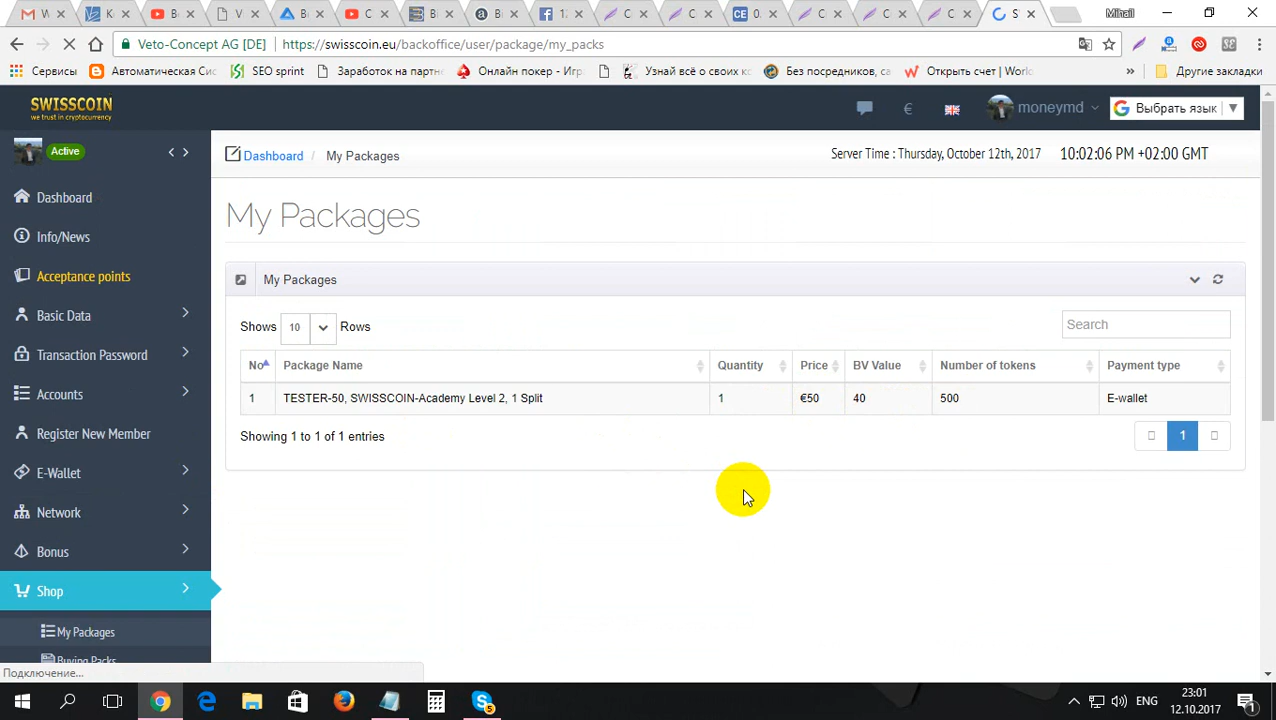 Mihail
Veto-Concept AG [DE] https://swisscoin.eu/backoffice/user/package/my_packs
Сервисы Автоматическая Сис SEO sprint Заработок на партн Онлайн покер - Игр Узнай всё о своих кс Без посредников, са Открыть счет | Work » Другие закладки
SWISSCOIN
we trust in cryptocurrency
€ moneymd Выбрать язык ▼
Active
Dashboard / My Packages Server Time : Thursday, October 12th, 2017 10:02:06 PM +02:00 GMT
Dashboard
My Packages
Info/News
Acceptance points
My Packages
Basic Data
Shows 10 Rows Search
Transaction Password
No Package Name Quantity Price BV Value Number of tokens Payment type
Accounts
1 TESTER-50, SWISSCOIN-Academy Level 2, 1 Split 1 €50 40 500 E-wallet
Register New Member
Showing 1 to 1 of 1 entries 1
E-Wallet
Network
Bonus
Shop
My Packages
Buying Packs
Подключение...
ENG 23:01
12.10.2017